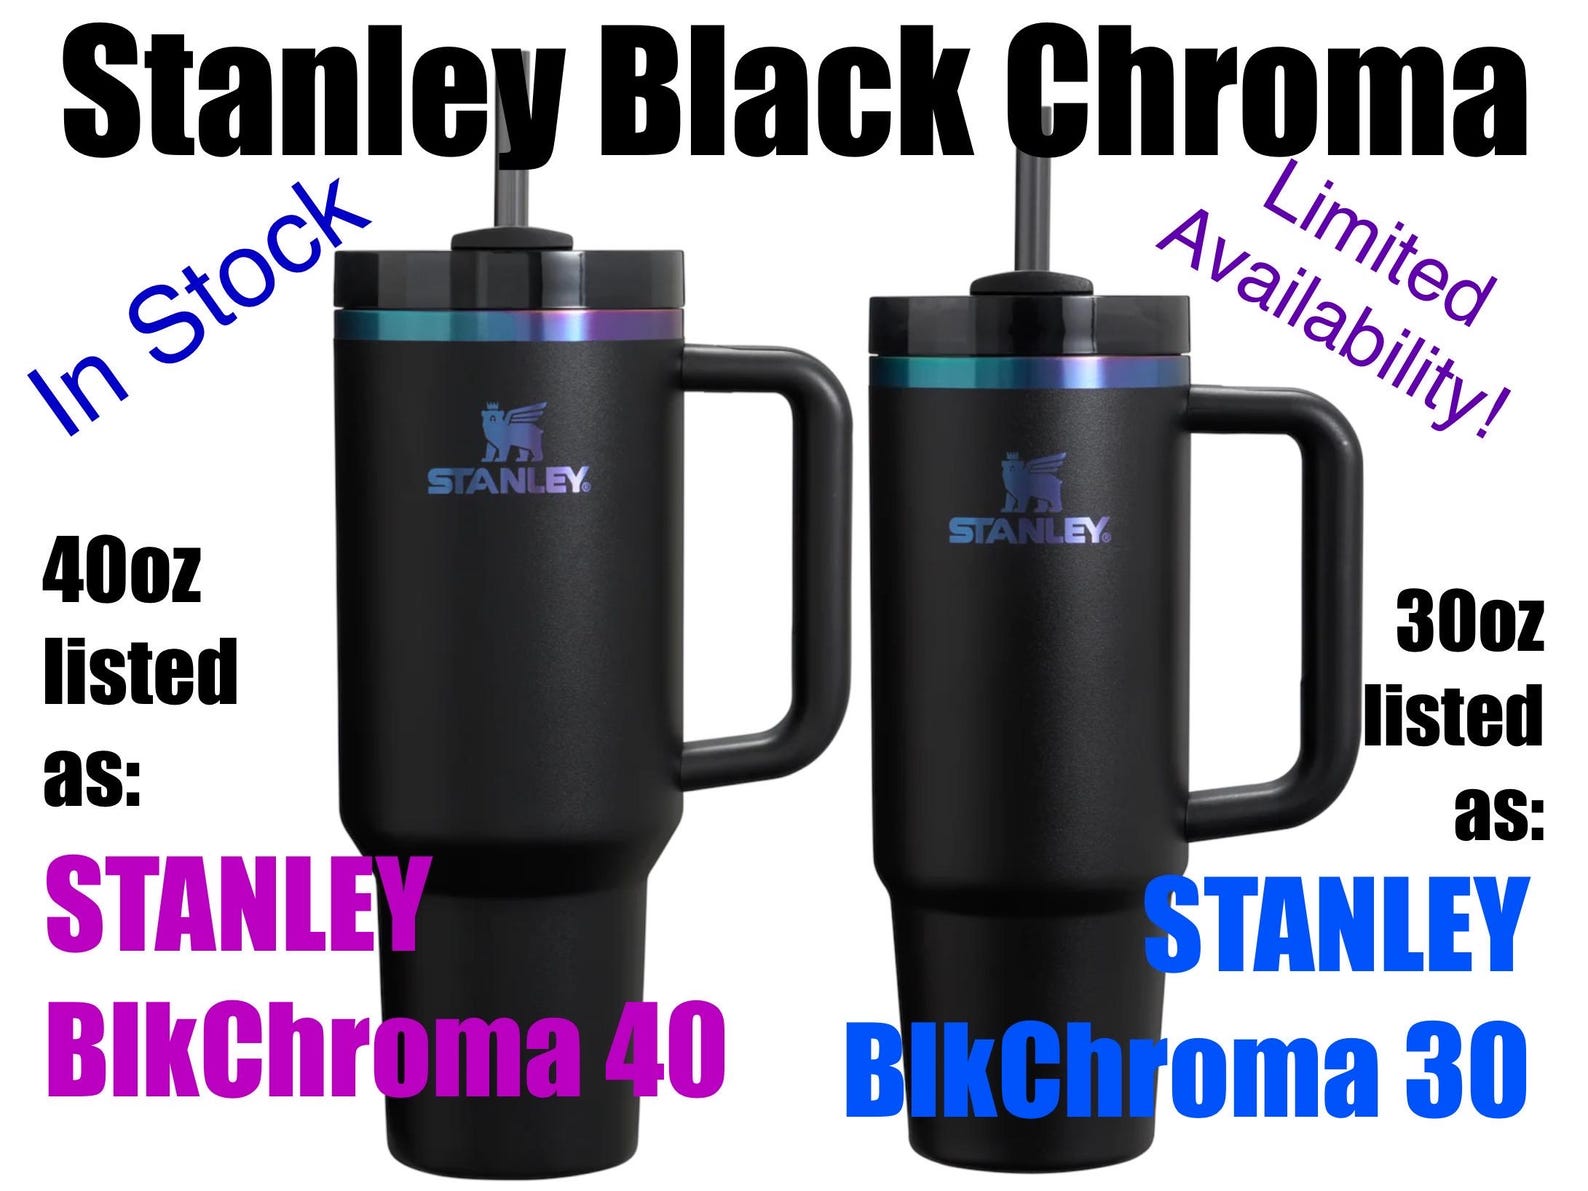 Stanley Black Chroma
In Stock
Limited
Availability!
STANLEY®
STANLEY®
40oz
listed
as:
STANLEY
BlkChroma 40
30oz
listed
as:
STANLEY
BlkChroma 30